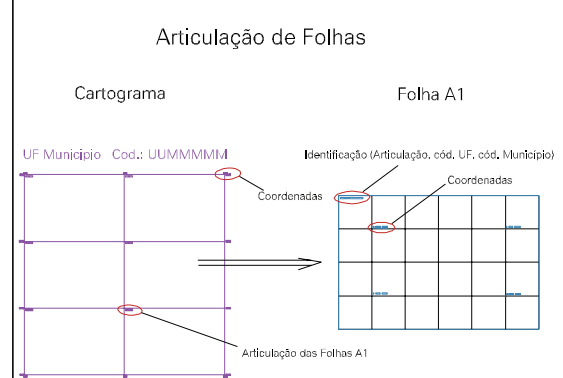 Articulação de Folhas
Cartograma
Folha A1
UF Município Cod.: UUMMMMM
Identificação (Articulação, cód. UF, cód. Município)
Coordenadas
Coordenadas
Articulação das Folhas A1